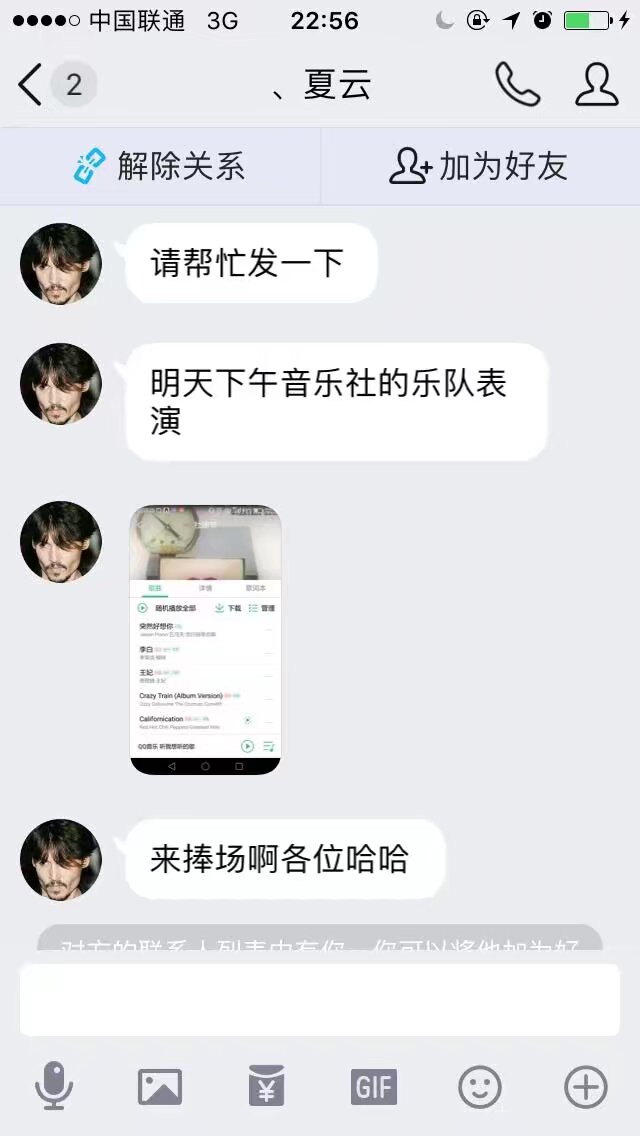 中国联通 3G 22:56
2 、夏云
解除关系 加为好友
请帮忙发一下
明天下午音乐社的乐队表
演
歌曲 详情 歌词本
随机播放全部 下载 管理
突然好想你
李白
王妃
Crazy Train (Album Version)
Californication
QQ音乐 听我想听的歌
来捧场啊各位哈哈
对方的联系人列表中有你，你可以将他加为好
GIF